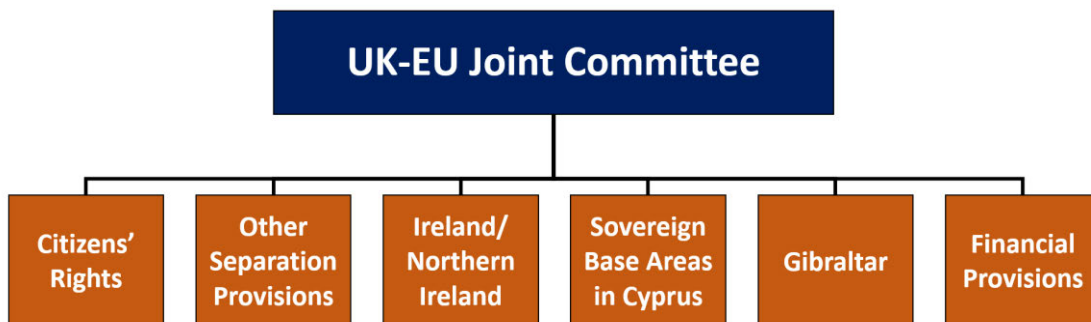 UK-EU Joint Committee
Citizens’
Rights
Other
Separation
Provisions
Ireland/
Northern
Ireland
Sovereign
Base Areas
in Cyprus
Gibraltar
Financial
Provisions